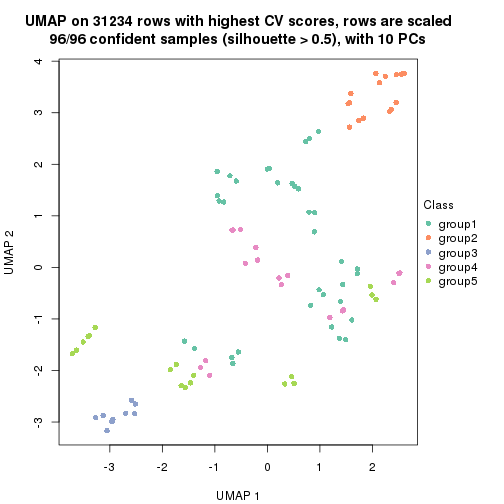 UMAP on 31234 rows with highest CV scores, rows are scaled
96/96 confident samples (silhouette > 0.5), with 10 PCs
4
3
2
1
0
-1
-2
-3
UMAP 2
-3
-2
-1
0
1
2
UMAP 1
Class
group1
group2
group3
group4
group5